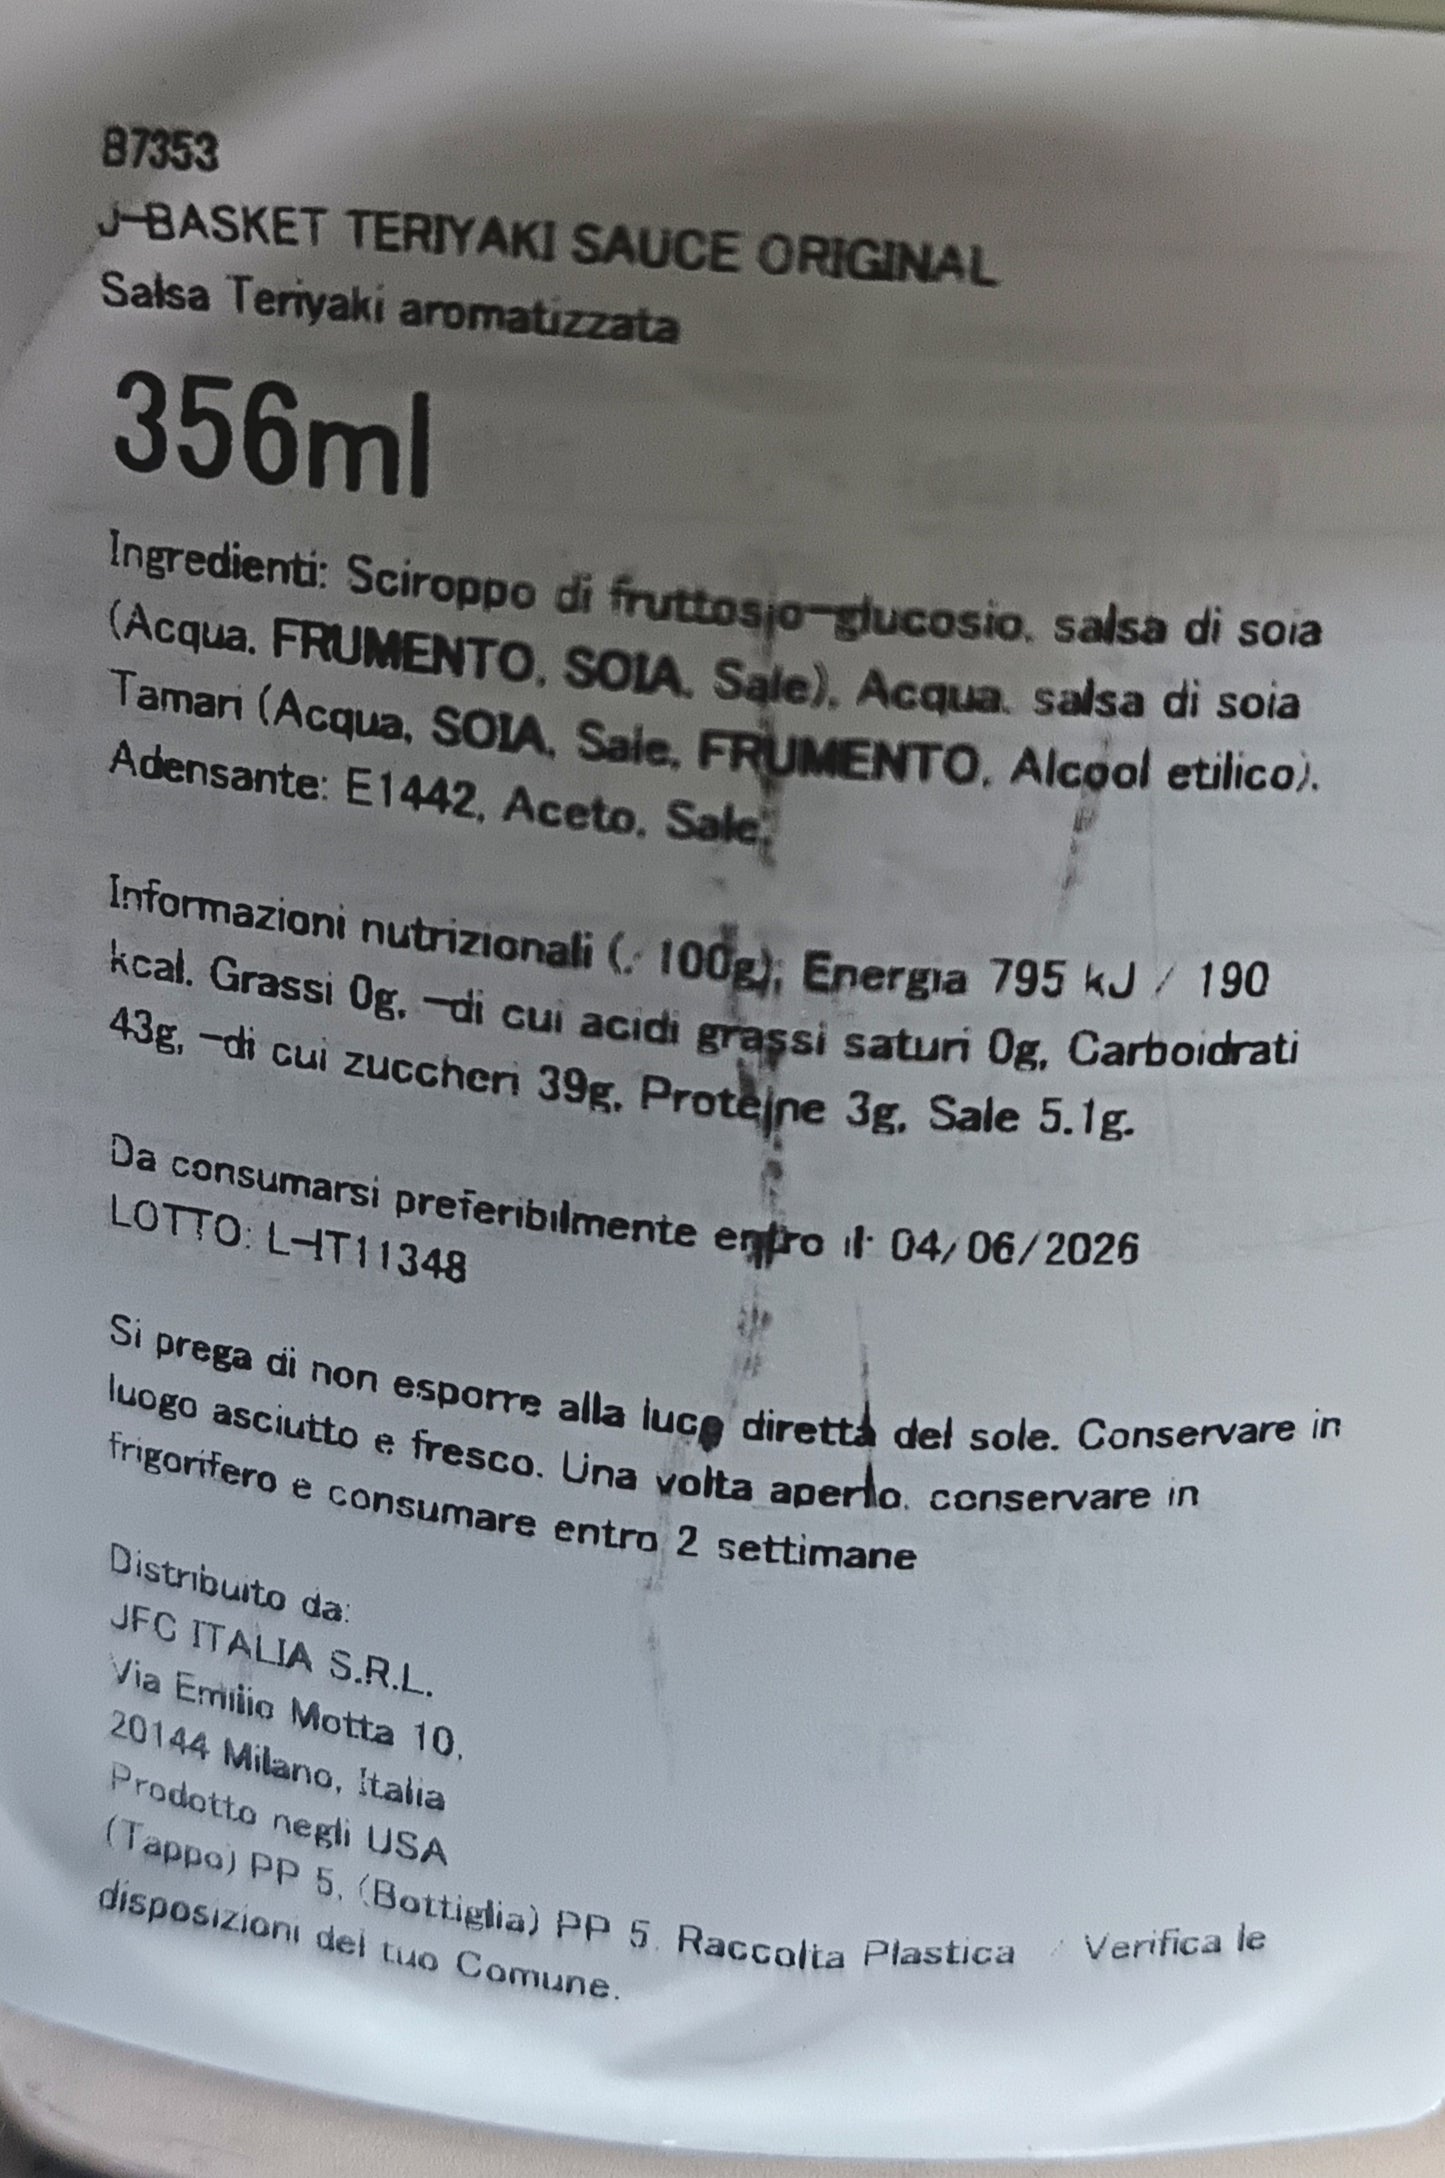 87353
J-BASKET TERIYAKI SAUCE ORIGINAL
Salsa Teriyaki aromatizzata
356ml
Ingredienti: Sciroppo di fruttosio-glucosio, salsa di soia
(Acqua, FRUMENTO, SOIA, Sale), Acqua, salsa di soia
Tamari (Acqua, SOIA, Sale, FRUMENTO, Alcool etilico),
Adensante: E1442, Aceto, Sale.
Informazioni nutrizionali (/ 100g); Energia 795 kJ / 190
kcal, Grassi 0g, -di cui acidi grassi saturi 0g, Carboidrati
43g, -di cui zuccheri 39g, Proteine 3g, Sale 5.1g.
Da consumarsi preferibilmente entro il: 04/06/2026
LOTTO: L-IT11348
Si prega di non esporre alla luce diretta del sole. Conservare in
luogo asciutto e fresco. Una volta aperto, conservare in
frigorifero e consumare entro 2 settimane
Distribuito da:
JFC ITALIA S.R.L.
Via Emilio Motta 10,
20144 Milano, Italia
Prodotto negli USA
(Tappo) PP 5, (Bottiglia) PP 5. Raccolta Plastica / Verifica le
disposizioni del tuo Comune.